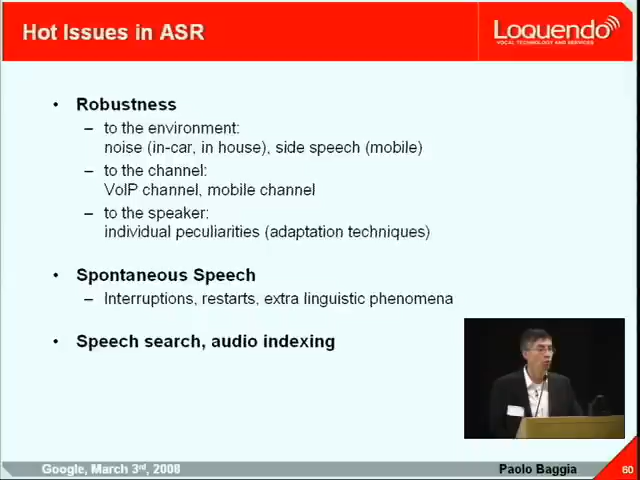 Hot Issues in ASR
Loquendo
VOCAL TECHNOLOGY AND SERVICES
• Robustness
– to the environment:
noise (in-car, in house), side speech (mobile)
– to the channel:
VoIP channel, mobile channel
– to the speaker:
individual peculiarities (adaptation techniques)
• Spontaneous Speech
– Interruptions, restarts, extra linguistic phenomena
• Speech search, audio indexing
Google, March 3rd, 2008
Paolo Baggia
60